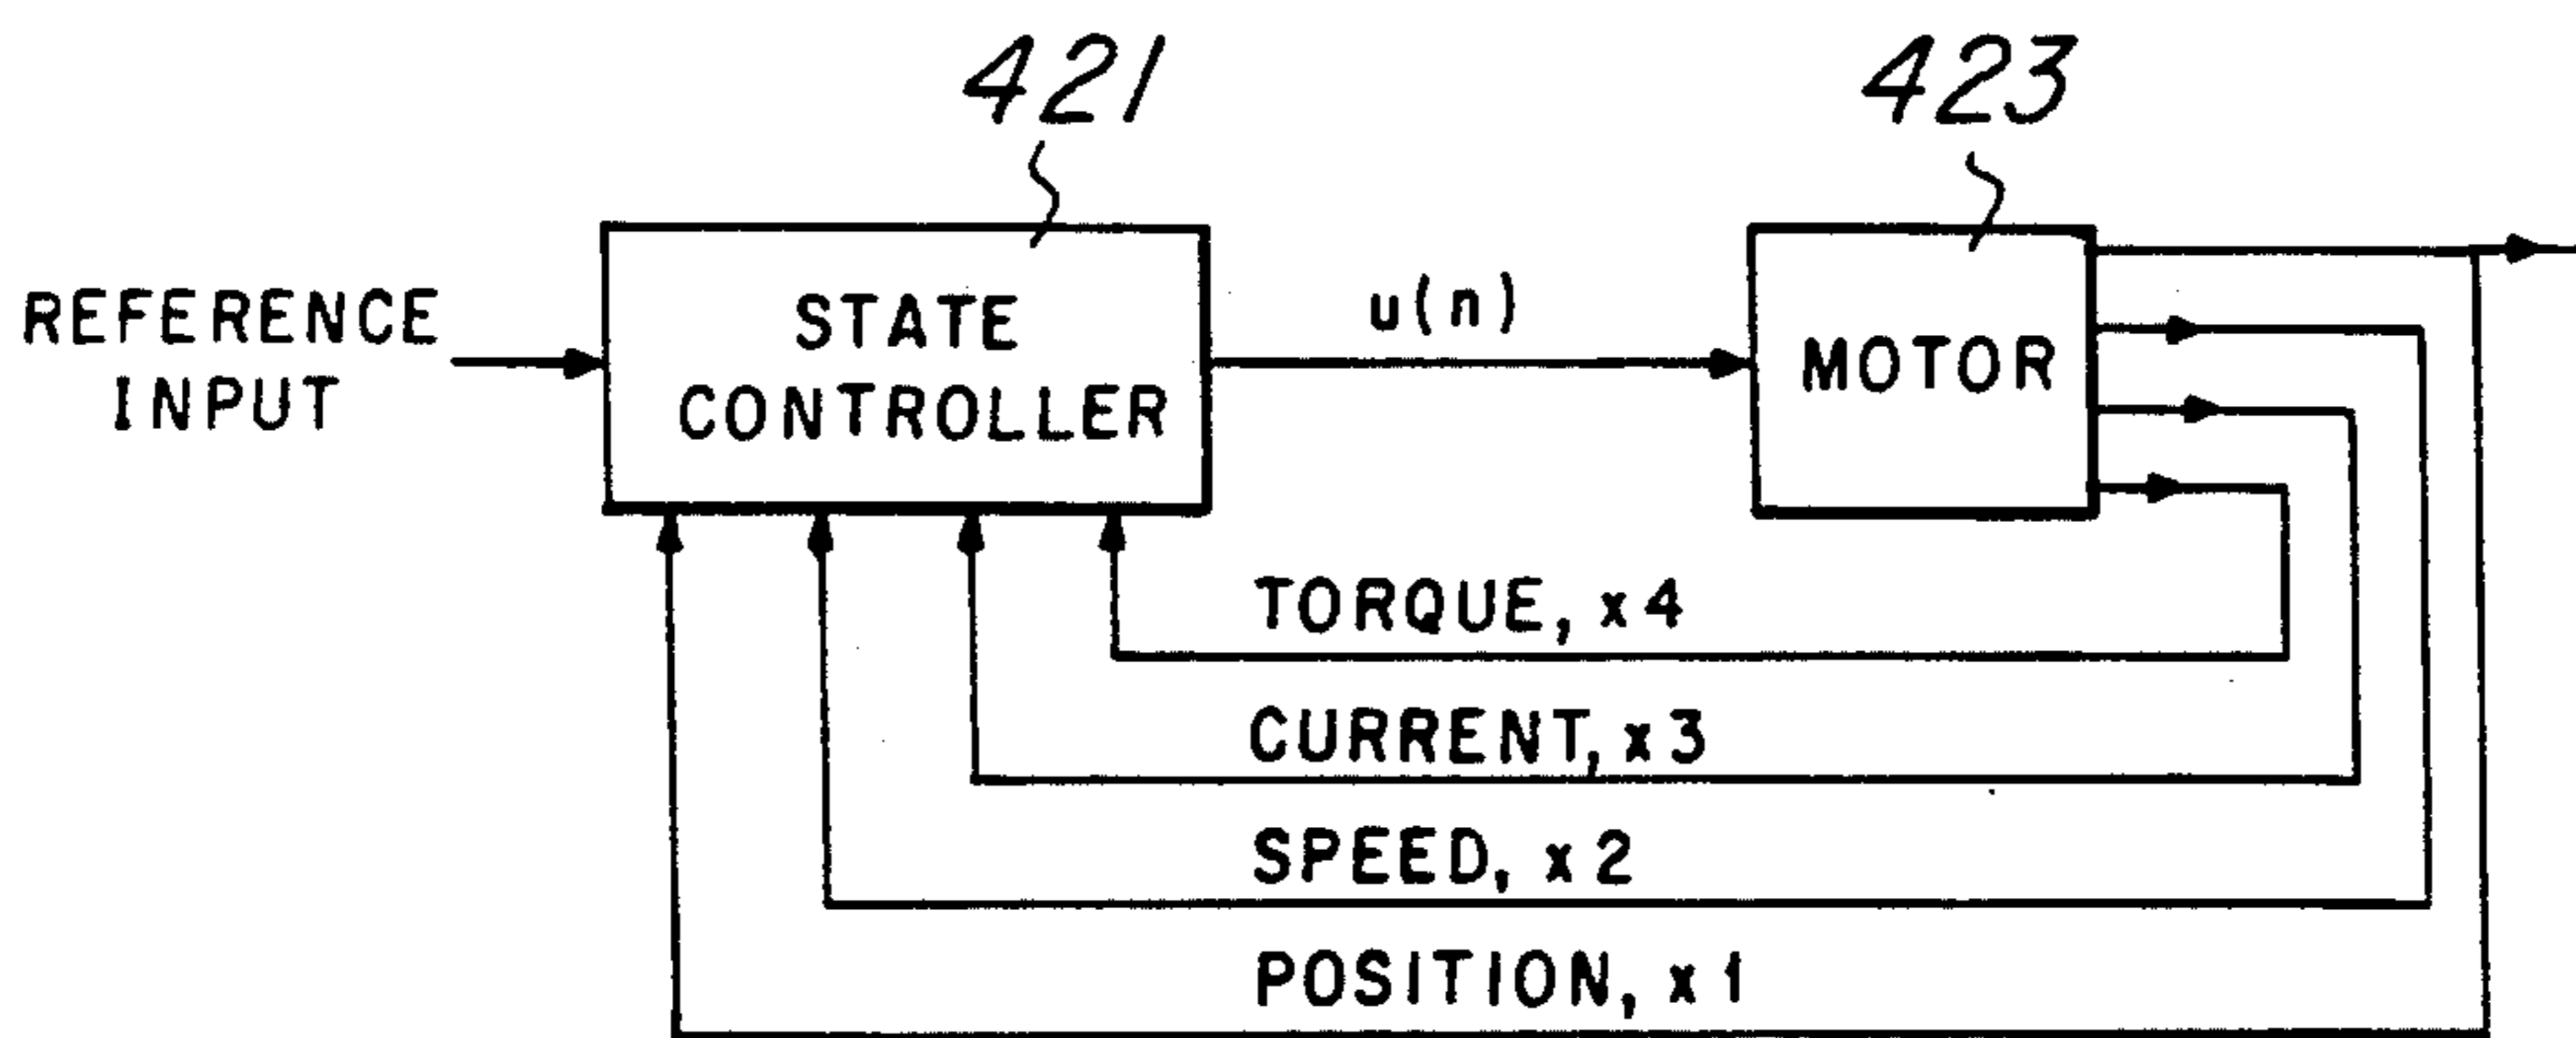 421
423
REFERENCE
INPUT
STATE
CONTROLLER
u(n)
MOTOR
TORQUE, x4
CURRENT, x3
SPEED, x2
POSITION, x1